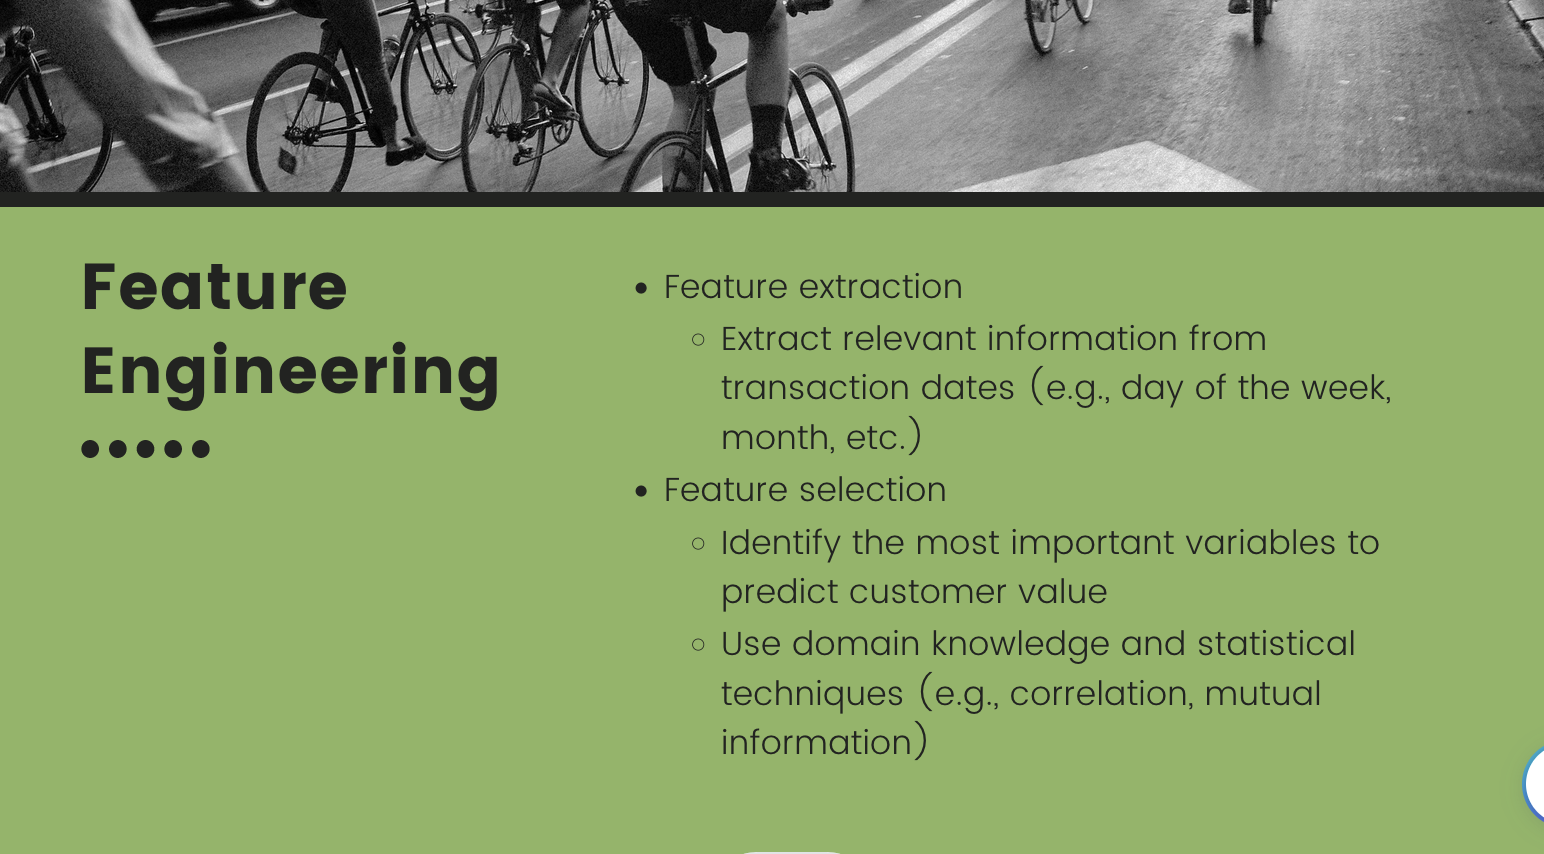 Feature
Engineering
• Feature extraction
○ Extract relevant information from
transaction dates (e.g., day of the week,
month, etc.)
• Feature selection
○ Identify the most important variables to
predict customer value
○ Use domain knowledge and statistical
techniques (e.g., correlation, mutual
information)